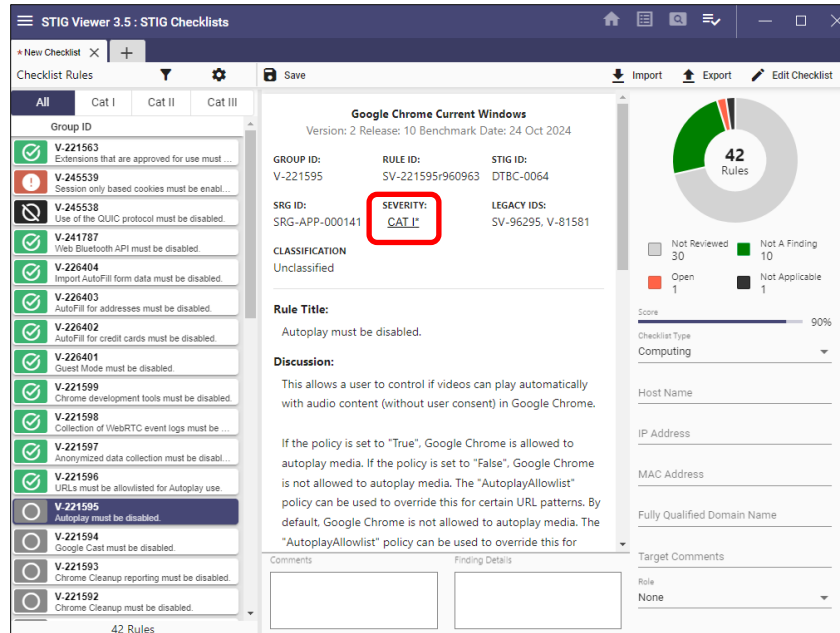 STIG Viewer 3.5 : STIG Checklists
* New Checklist
Checklist Rules
Save
Import
Export
Edit Checklist
All
Cat I
Cat II
Cat III
Group ID
V-221563
Extensions that are approved for use must ...
V-245539
Session only based cookies must be enabl...
V-245538
Use of the QUIC protocol must be disabled.
V-241787
Web Bluetooth API must be disabled.
V-226404
Import AutoFill form data must be disabled.
V-226403
AutoFill for addresses must be disabled.
V-226402
AutoFill for credit cards must be disabled.
V-226401
Guest Mode must be disabled.
V-221599
Chrome development tools must be disabled.
V-221598
Collection of WebRTC event logs must be ...
V-221597
Anonymized data collection must be disabl...
V-221596
URLs must be allowlisted for Autoplay use.
V-221595
Autoplay must be disabled.
V-221594
Google Cast must be disabled.
V-221593
Chrome Cleanup reporting must be disabled.
V-221592
Chrome Cleanup must be disabled.
42 Rules
Google Chrome Current Windows
Version: 2 Release: 10 Benchmark Date: 24 Oct 2024
GROUP ID:
RULE ID:
STIG ID:
V-221595
SV-221595r960963
DTBC-0064
SRG ID:
SEVERITY:
LEGACY IDS:
SRG-APP-000141
CAT I*
SV-96295, V-81581
CLASSIFICATION
Unclassified
Rule Title:
Autoplay must be disabled.
Discussion:
This allows a user to control if videos can play automatically
with audio content (without user consent) in Google Chrome.
If the policy is set to "True", Google Chrome is allowed to
autoplay media. If the policy is set to "False", Google Chrome
is not allowed to autoplay media. The "AutoplayAllowlist"
policy can be used to override this for certain URL patterns. By
default, Google Chrome is not allowed to autoplay media. The
"AutoplayAllowlist" policy can be used to override this for
Comments
Finding Details
42
Rules
Not Reviewed
30
Not A Finding
10
Open
1
Not Applicable
1
Score
90%
Checklist Type
Computing
Host Name
IP Address
MAC Address
Fully Qualified Domain Name
Target Comments
Role
None